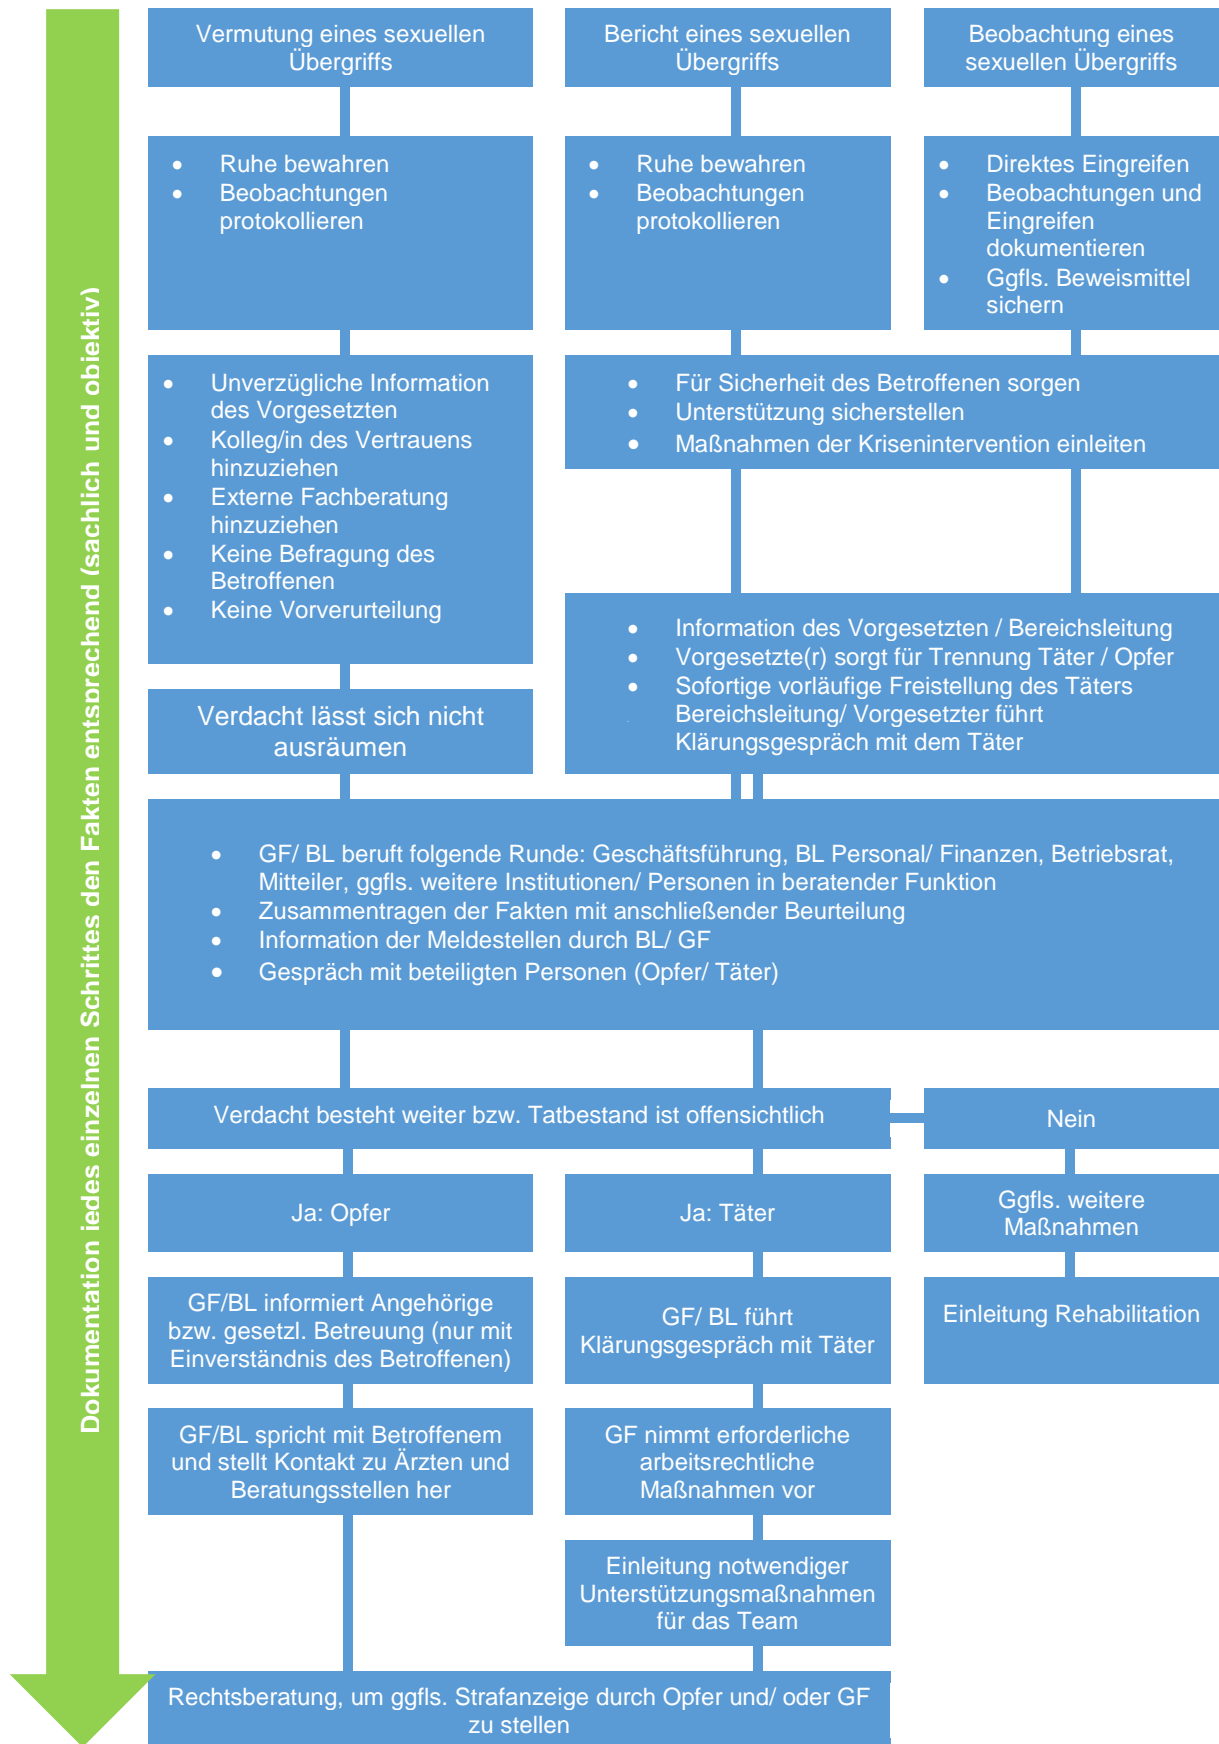 Vermutung eines sexuellen
Übergriffs
Bericht eines sexuellen
Übergriffs
Beobachtung eines
sexuellen Übergriffs
• Ruhe bewahren
• Beobachtungen
protokollieren
• Ruhe bewahren
• Beobachtungen
protokollieren
• Direktes Eingreifen
• Beobachtungen und
Eingreifen
dokumentieren
• Ggfls. Beweismittel
sichern
• Unverzügliche Information
des Vorgesetzten
• Kolleg/in des Vertrauens
hinzuziehen
• Externe Fachberatung
hinzuziehen
• Keine Befragung des
Betroffenen
• Keine Vorverurteilung
• Für Sicherheit des Betroffenen sorgen
• Unterstützung sicherstellen
• Maßnahmen der Krisenintervention einleiten
• Information des Vorgesetzten / Bereichsleitung
• Vorgesetzte(r) sorgt für Trennung Täter / Opfer
• Sofortige vorläufige Freistellung des Täters
Bereichsleitung/ Vorgesetzter führt
Klärungsgespräch mit dem Täter
Verdacht lässt sich nicht
ausräumen
• GF/ BL beruft folgende Runde: Geschäftsführung, BL Personal/ Finanzen, Betriebsrat,
Mitteiler, ggfls. weitere Institutionen/ Personen in beratender Funktion
• Zusammentragen der Fakten mit anschließender Beurteilung
• Information der Meldestellen durch BL/ GF
• Gespräch mit beteiligten Personen (Opfer/ Täter)
Verdacht besteht weiter bzw. Tatbestand ist offensichtlich
Nein
Ja: Opfer
Ja: Täter
Ggfls. weitere
Maßnahmen
GF/BL informiert Angehörige
bzw. gesetzl. Betreuung (nur mit
Einverständnis des Betroffenen)
GF/ BL führt
Klärungsgespräch mit Täter
Einleitung Rehabilitation
GF/BL spricht mit Betroffenem
und stellt Kontakt zu Ärzten und
Beratungsstellen her
GF nimmt erforderliche
arbeitsrechtliche
Maßnahmen vor
Einleitung notwendiger
Unterstützungsmaßnahmen
für das Team
Rechtsberatung, um ggfls. Strafanzeige durch Opfer und/ oder GF
zu stellen
Dokumentation jedes einzelnen Schrittes den Fakten entsprechend (sachlich und objektiv)